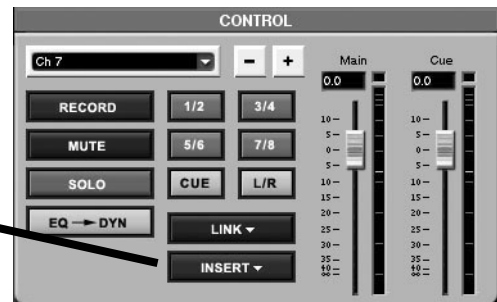 CONTROL
Ch 7
- +
RECORD 1/2 3/4
MUTE 5/6 7/8
SOLO CUE L/R
EQ DYN
LINK
INSERT
Main Cue
0.0 0.0
10 10
5 5
0 0
5 5
10 10
15 15
20 20
25 25
30 30
35 35
40 40
∞ ∞